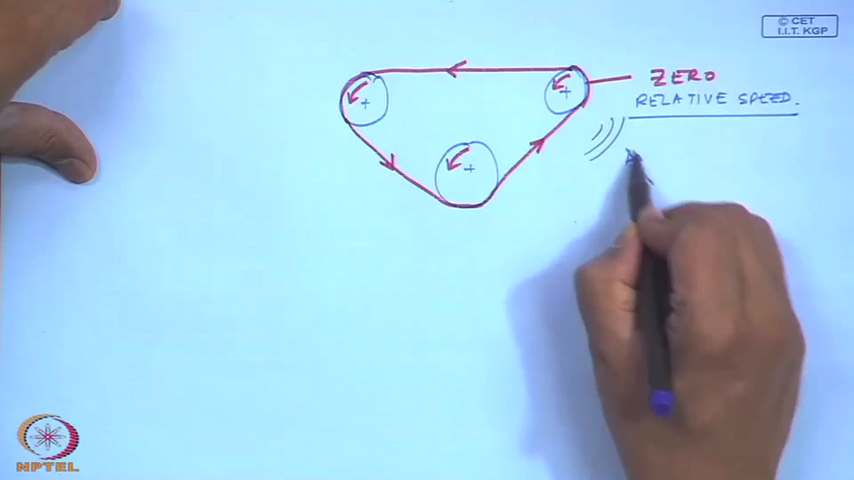 © CET
I.I.T. KGP
ZERO
RELATIVE SPEED.
NPTEL